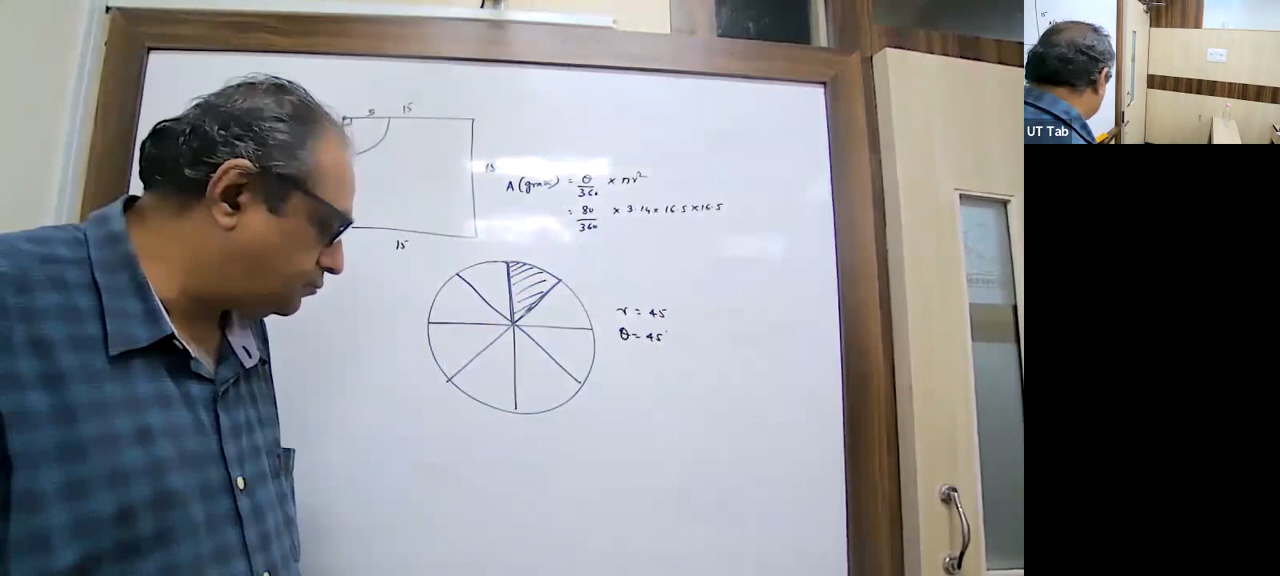 5 15
15
A (grass) = θ/360 × πr²
= 80/360 × 3.14 × 16.5 × 16.5
15
r = 45
θ = 45
UT Tab